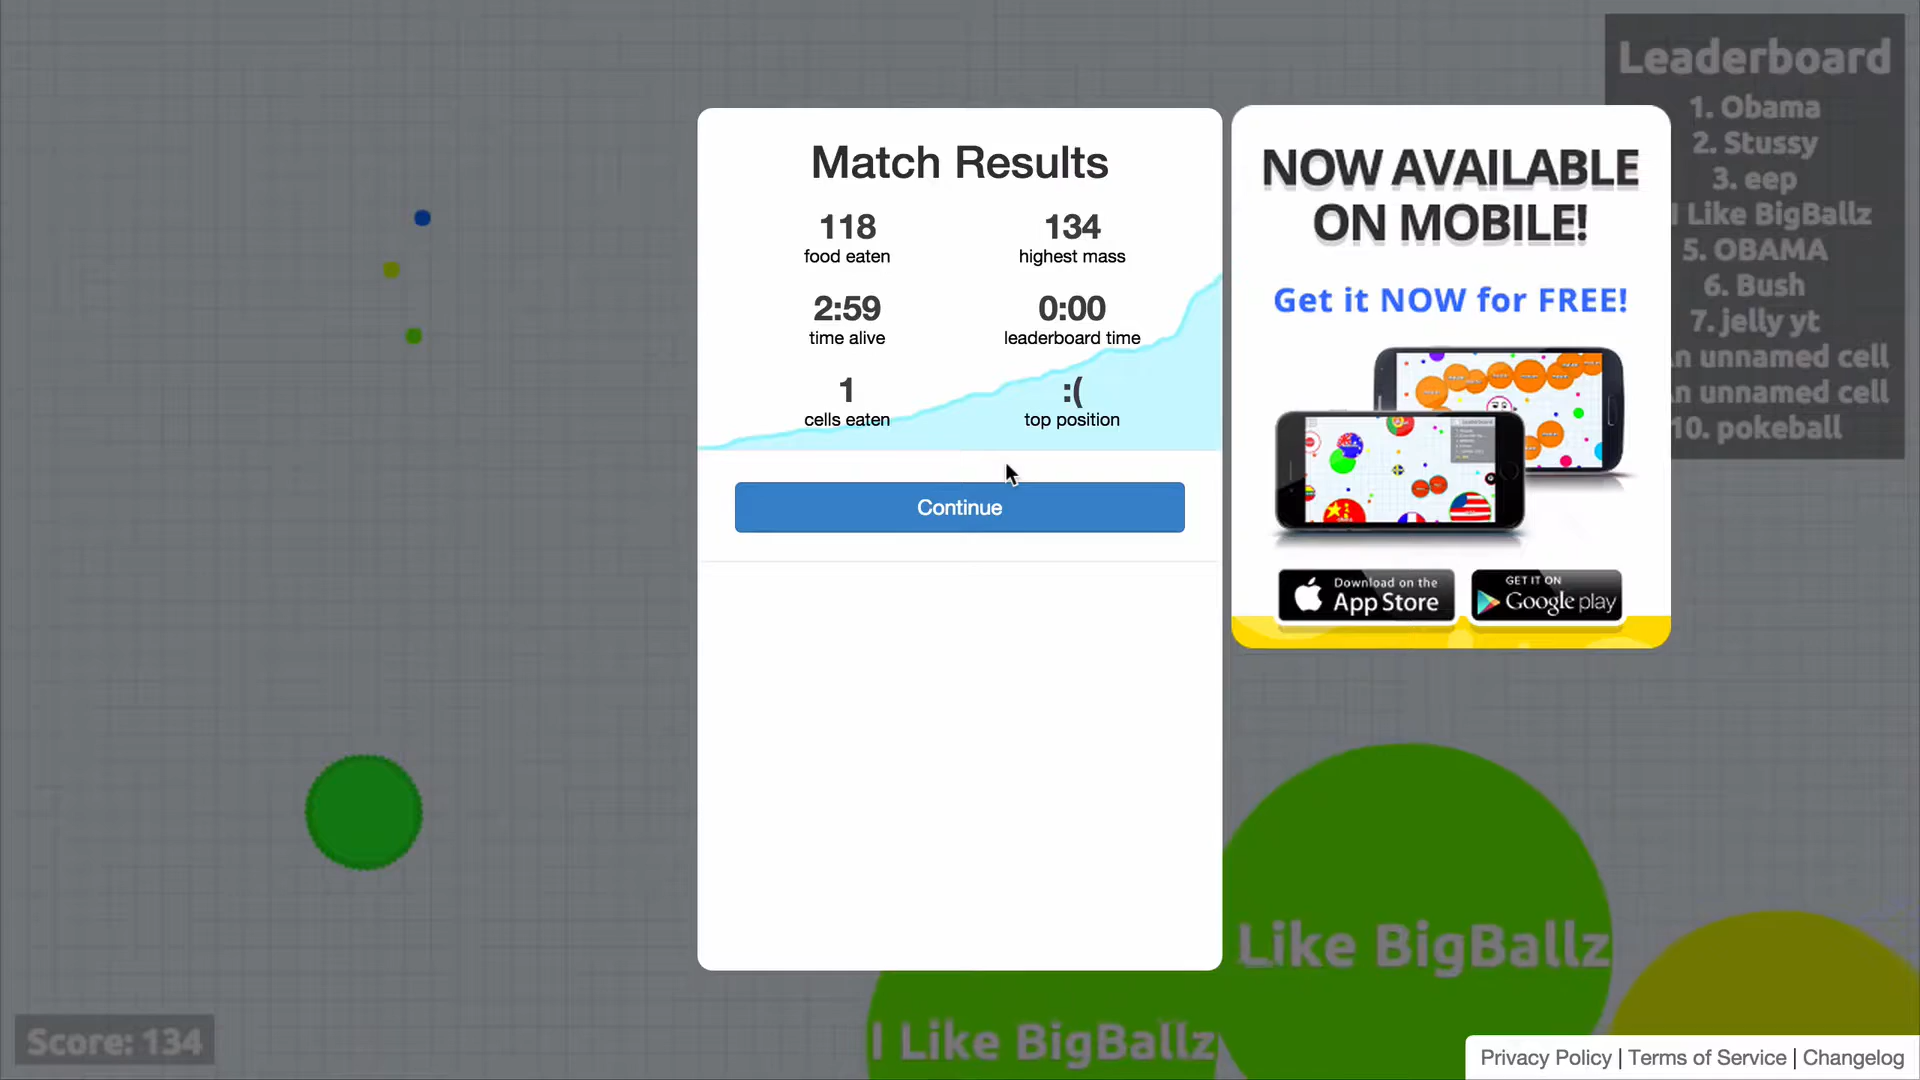 Leaderboard
1. Obama
2. Stussy
3. eep
I Like BigBallz
5. OBAMA
6. Bush
7. jelly yt
n unnamed cell
n unnamed cell
10. pokeball
Match Results
118
food eaten
134
highest mass
2:59
time alive
0:00
leaderboard time
1
cells eaten
:(
top position
Continue
NOW AVAILABLE
ON MOBILE!
Get it NOW for FREE!
Download on the
App Store
GET IT ON
Google play
Like BigBallz
I Like BigBallz
Score: 134
Privacy Policy | Terms of Service | Changelog